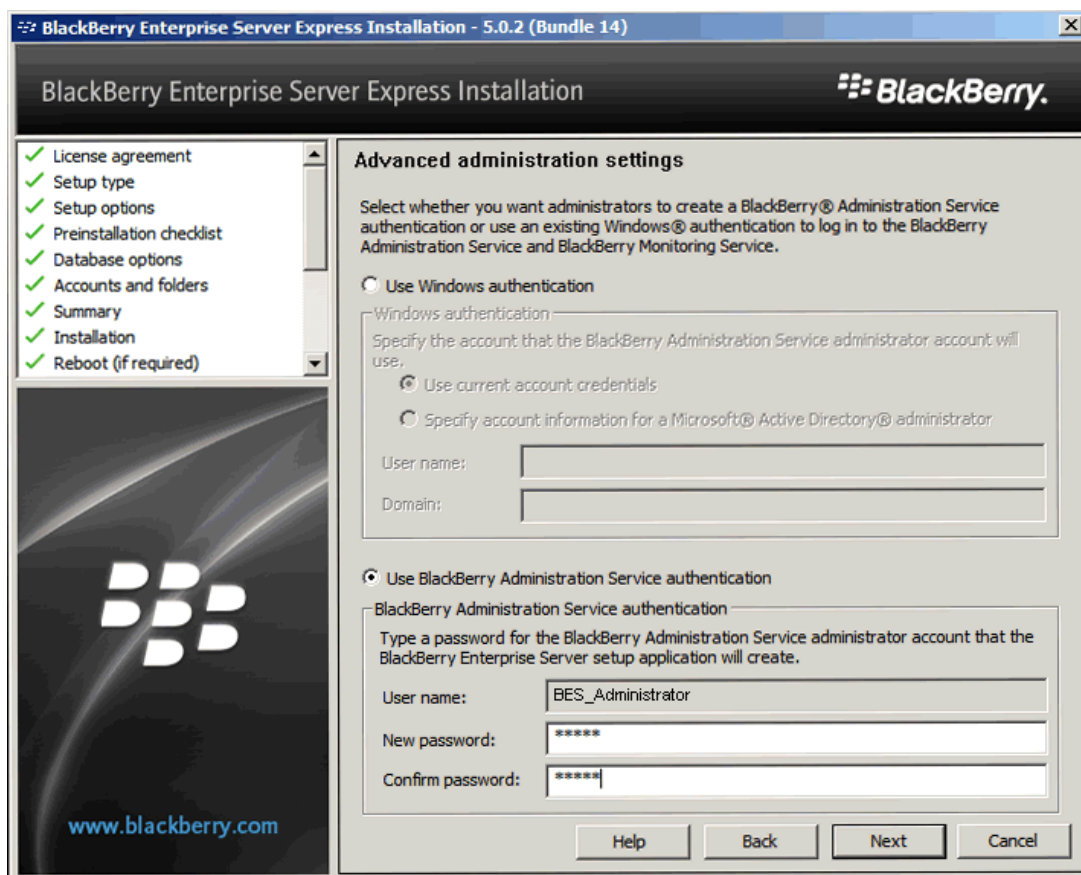 BlackBerry Enterprise Server Express Installation - 5.0.2 (Bundle 14)
BlackBerry Enterprise Server Express Installation
BlackBerry.
License agreement
Setup type
Setup options
Preinstallation checklist
Database options
Accounts and folders
Summary
Installation
Reboot (if required)
www.blackberry.com
Advanced administration settings
Select whether you want administrators to create a BlackBerry® Administration Service
authentication or use an existing Windows® authentication to log in to the BlackBerry
Administration Service and BlackBerry Monitoring Service.
Use Windows authentication
Windows authentication
Specify the account that the BlackBerry Administration Service administrator account will
use.
Use current account credentials
Specify account information for a Microsoft® Active Directory® administrator
User name:
Domain:
Use BlackBerry Administration Service authentication
BlackBerry Administration Service authentication
Type a password for the BlackBerry Administration Service administrator account that the
BlackBerry Enterprise Server setup application will create.
User name: BES_Administrator
New password: *****
Confirm password: *****
Help Back Next Cancel